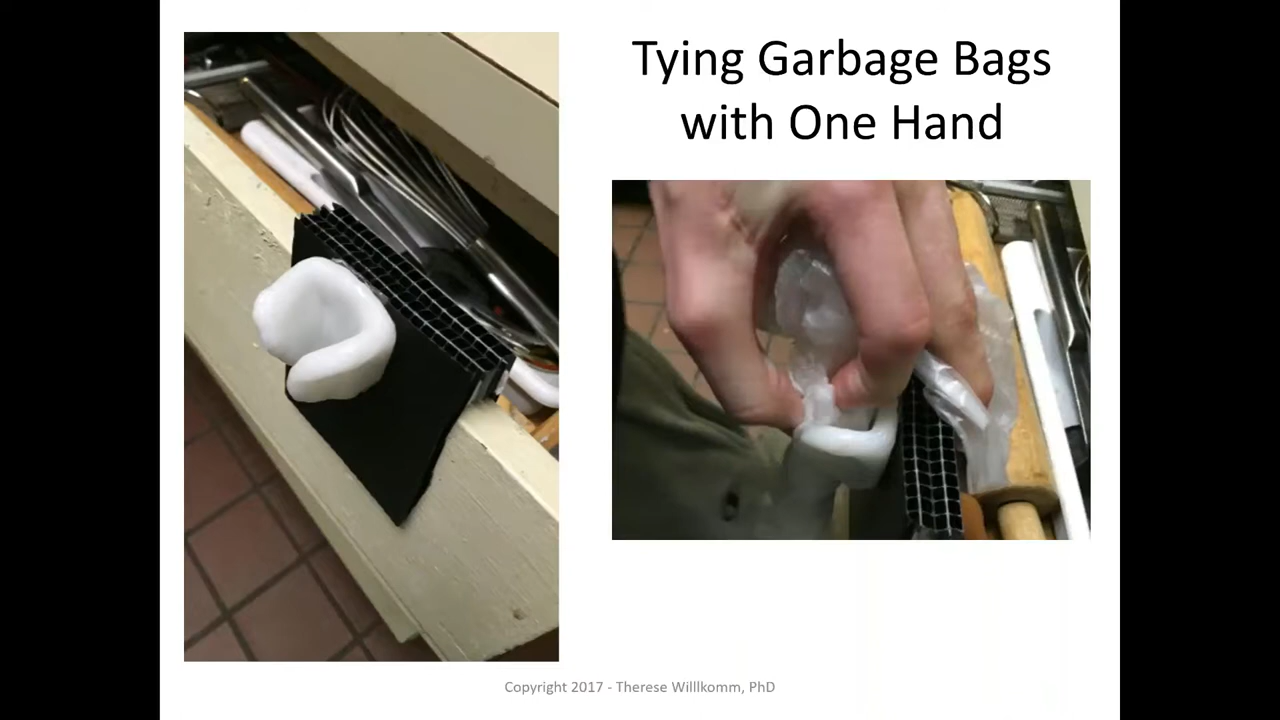 Tying Garbage Bags
with One Hand
Copyright 2017 - Therese Willlkomm, PhD